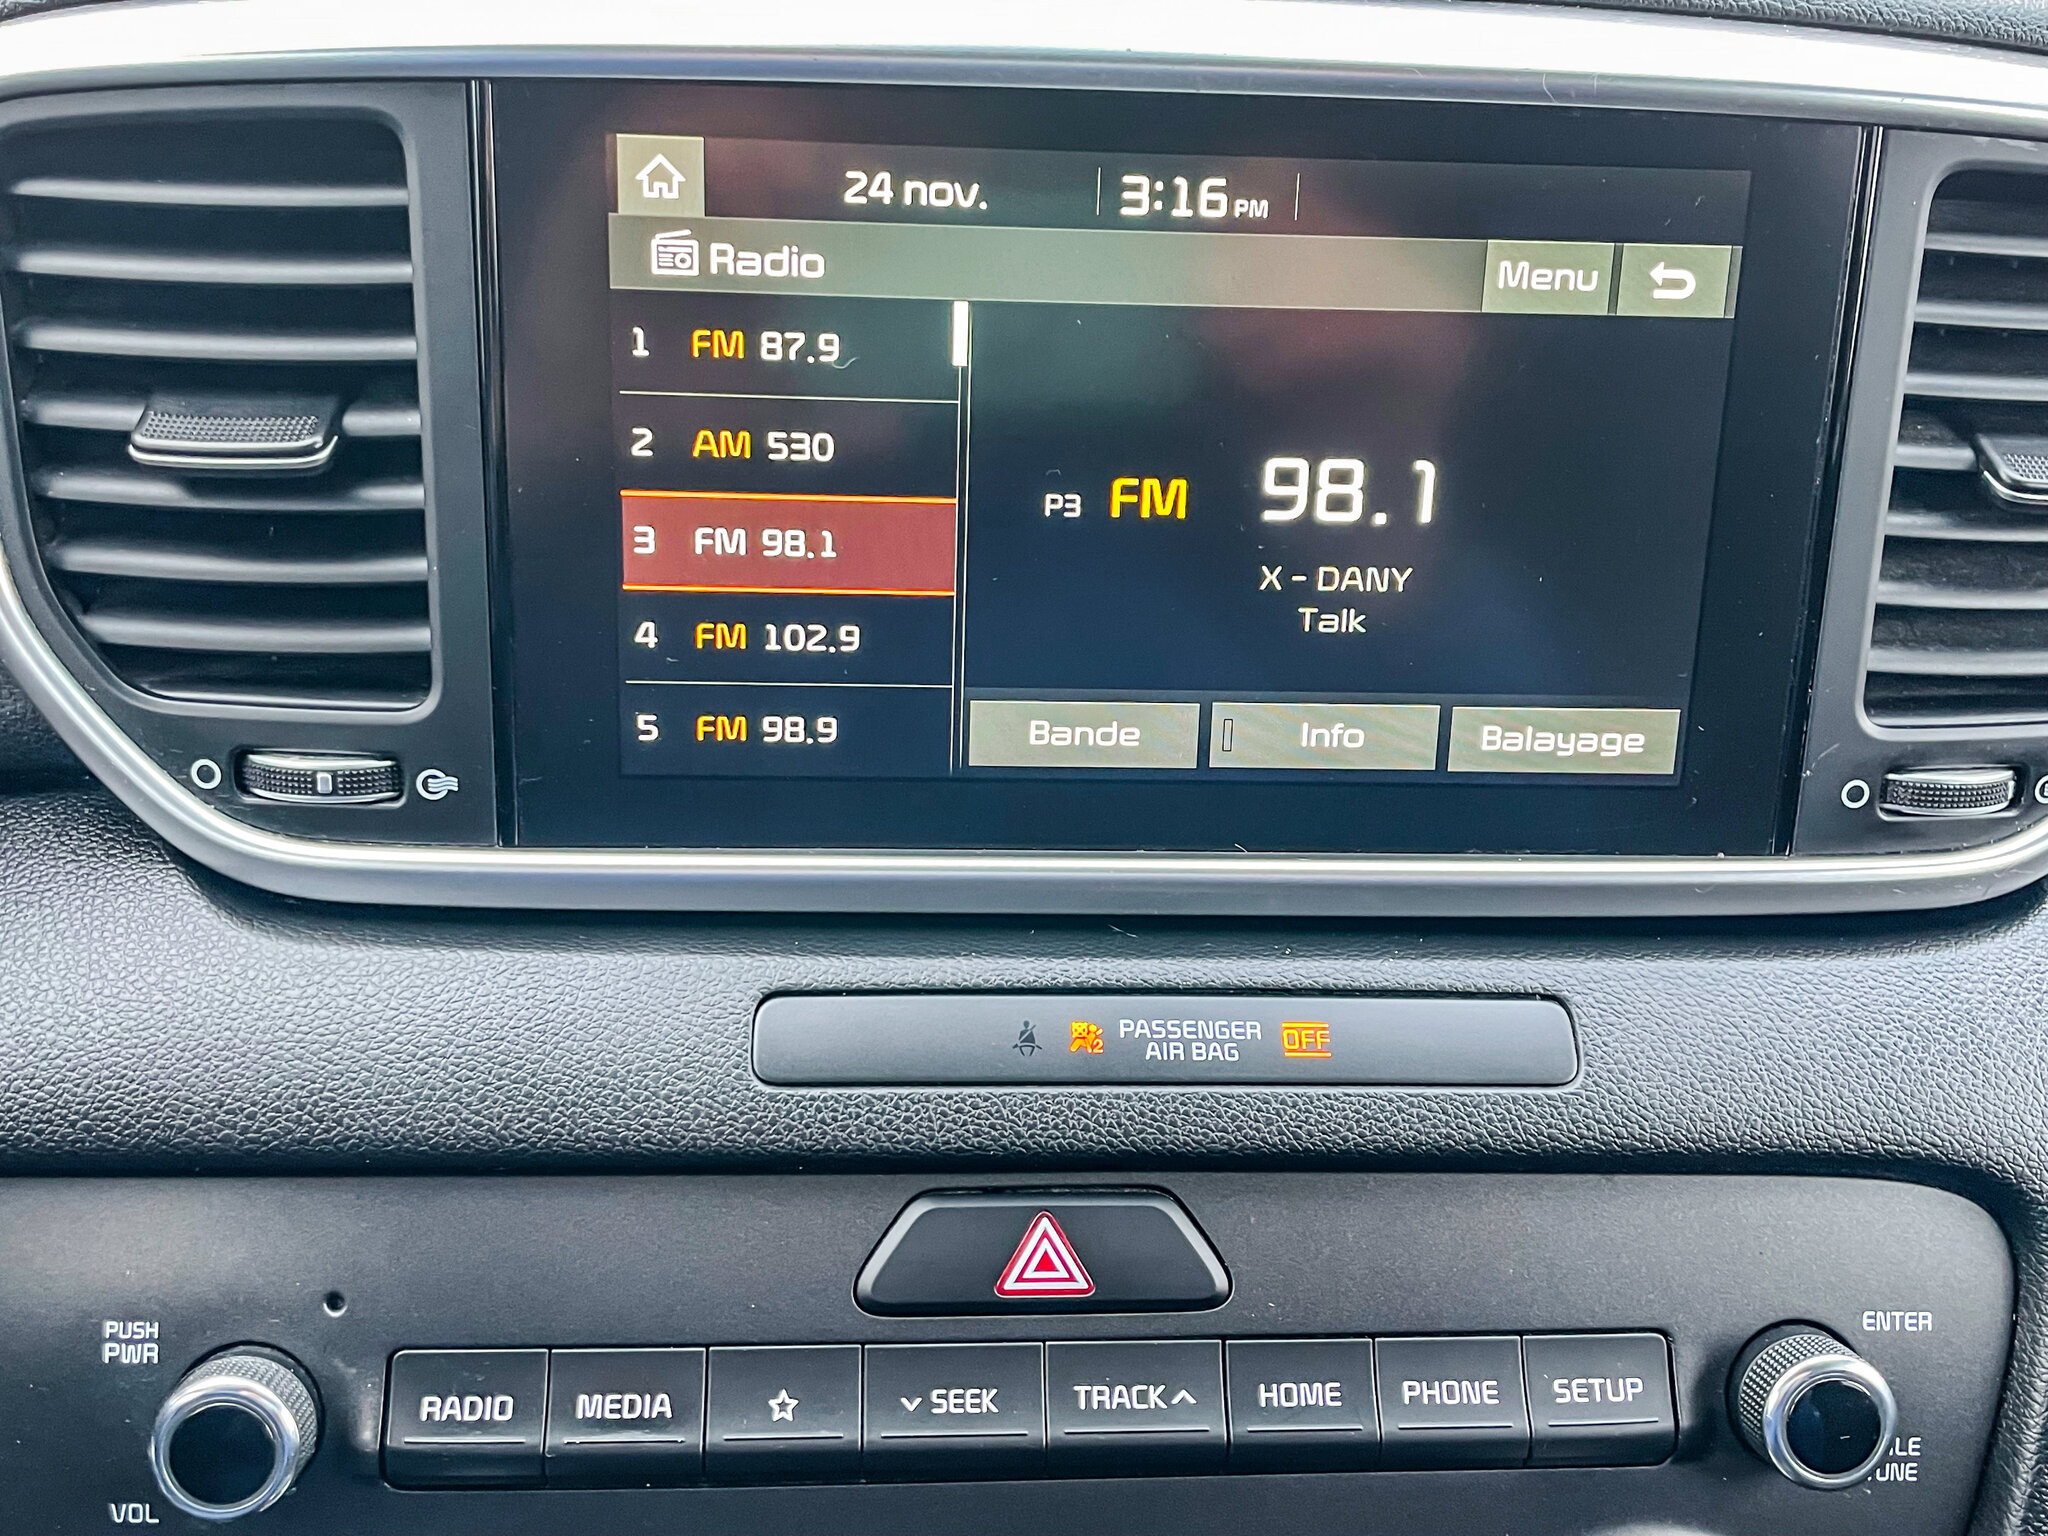 24 nov.
3:16 PM
Radio
Menu
1 FM 87.9
2 AM 530
3 FM 98.1
4 FM 102.9
5 FM 98.9
P3 FM 98.1
X - DANY
Talk
Bande
Info
Balayage
2 PASSENGER
AIR BAG
OFF
PUSH
PWR
VOL
RADIO
MEDIA
SEEK
TRACK
HOME
PHONE
SETUP
ENTER